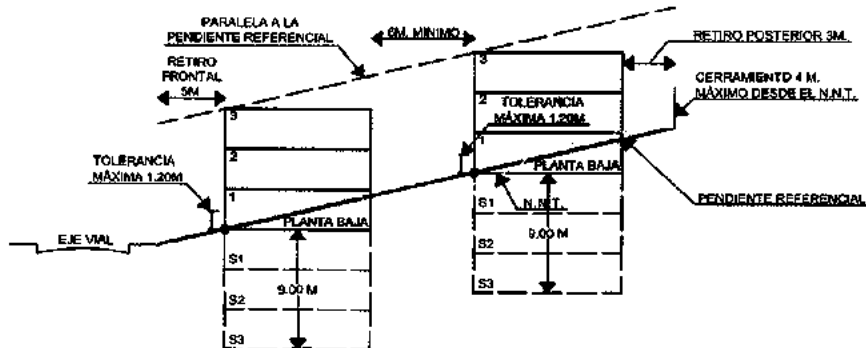 PARALELA A LA
PENDIENTE REFERENCIAL
6M. MINIMO
RETIRO POSTERIOR 3M.
RETIRO
FRONTAL
5M
CERRAMIENTO 4 M.
MÁXIMO DESDE EL N.N.T.
3
2
1
TOLERANCIA
MÁXIMA 1.20M
3
2
1
TOLERANCIA
MÁXIMA 1.20M
PLANTA BAJA
PENDIENTE REFERENCIAL
N.N.T.
PLANTA BAJA
EJE VIAL
S1
S2
S3
9.00 M
S1
S2
S3
9.00 M